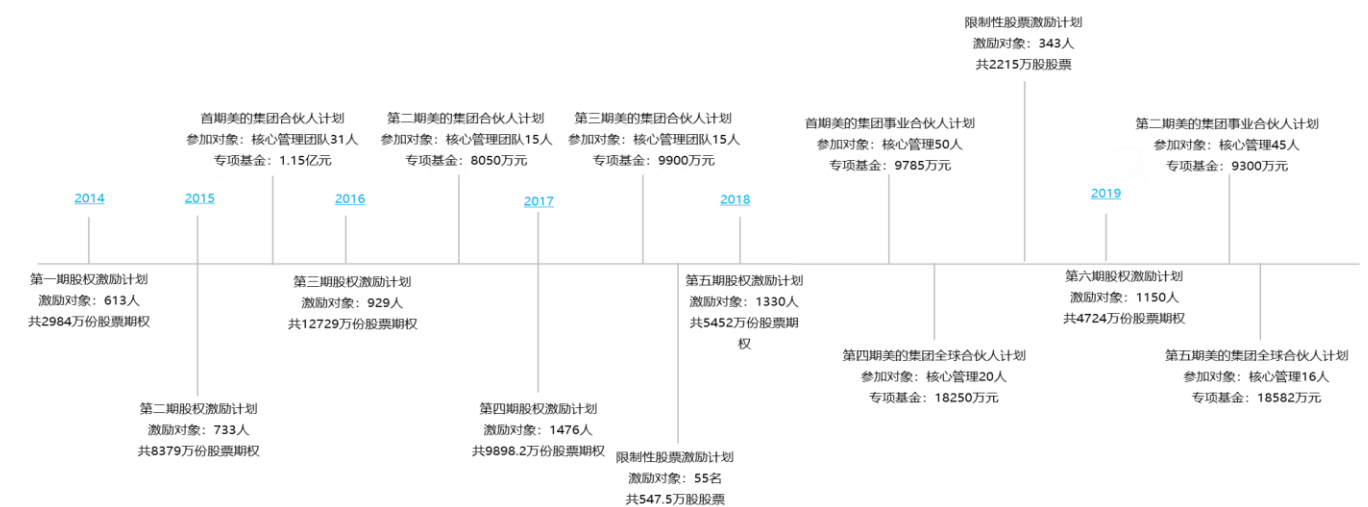 限制性股票激励计划
激励对象：343人
共2215万股股票
首期美的集团合伙人计划
参加对象：核心管理团队31人
专项基金：1.15亿元
第二期美的集团合伙人计划
参加对象：核心管理团队15人
专项基金：8050万元
第三期美的集团合伙人计划
参加对象：核心管理团队15人
专项基金：9900万元
首期美的集团事业合伙人计划
参加对象：核心管理50人
专项基金：9785万元
第二期美的集团事业合伙人计划
参加对象：核心管理45人
专项基金：9300万元
2014
2015
2016
2017
2018
2019
第一期股权激励计划
激励对象：613人
共2984万份股票期权
第三期股权激励计划
激励对象：929人
共12729万份股票期权
第五期股权激励计划
激励对象：1330人
共5452万份股票期
权
第六期股权激励计划
激励对象：1150人
共4724万份股票期权
第四期美的集团全球合伙人计划
参加对象：核心管理20人
专项基金：18250万元
第五期美的集团全球合伙人计划
参加对象：核心管理16人
专项基金：18582万元
第二期股权激励计划
激励对象：733人
共8379万份股票期权
第四期股权激励计划
激励对象：1476人
共9898.2万份股票期权
限制性股票激励计划
激励对象：55名
共547.5万股股票